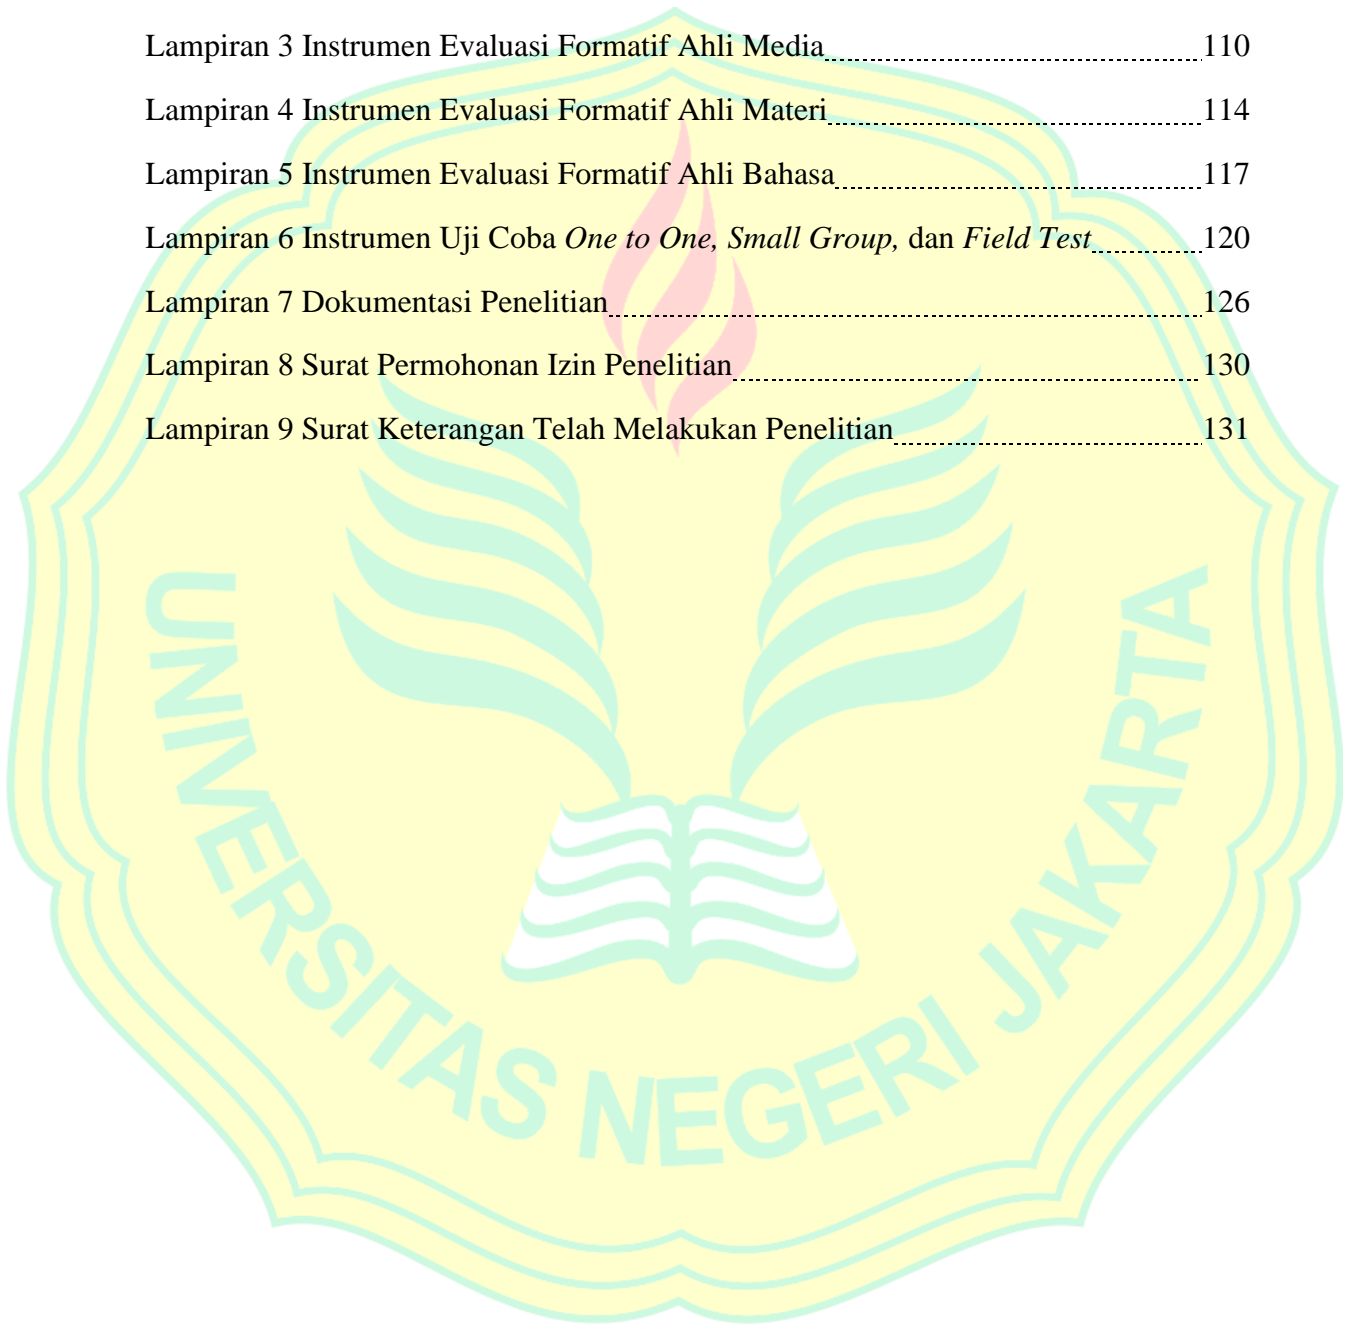 Lampiran 3 Instrumen Evaluasi Formatif Ahli Media 110
Lampiran 4 Instrumen Evaluasi Formatif Ahli Materi 114
Lampiran 5 Instrumen Evaluasi Formatif Ahli Bahasa 117
Lampiran 6 Instrumen Uji Coba One to One, Small Group, dan Field Test 120
Lampiran 7 Dokumentasi Penelitian 126
Lampiran 8 Surat Permohonan Izin Penelitian 130
Lampiran 9 Surat Keterangan Telah Melakukan Penelitian 131
UNIVERSITAS NEGERI JAKARTA